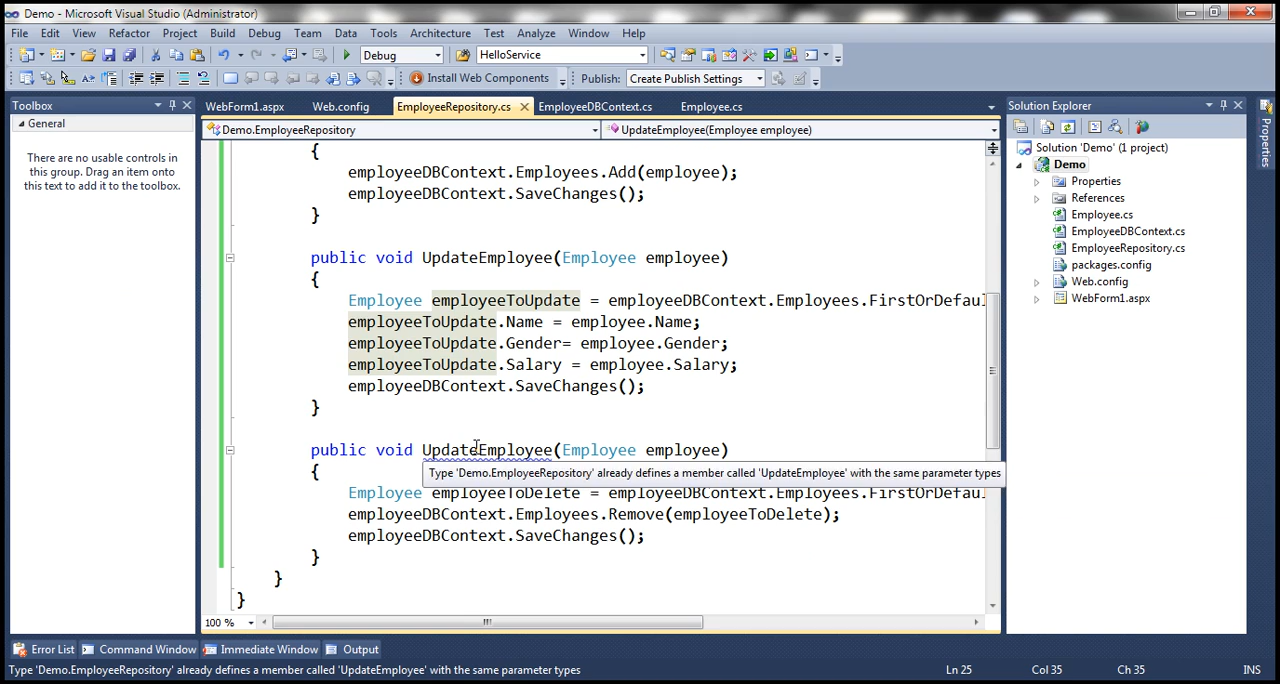 Demo - Microsoft Visual Studio (Administrator)
File Edit View Refactor Project Build Debug Team Data Tools Architecture Test Analyze Window Help
Debug HelloService
Install Web Components Publish: Create Publish Settings
Toolbox
General
There are no usable controls in
this group. Drag an item onto
this text to add it to the toolbox.
WebForm1.aspx Web.config EmployeeRepository.cs EmployeeDBContext.cs Employee.cs
Demo.EmployeeRepository UpdateEmployee(Employee employee)
{
employeeDBContext.Employees.Add(employee);
employeeDBContext.SaveChanges();
}
public void UpdateEmployee(Employee employee)
{
Employee employeeToUpdate = employeeDBContext.Employees.FirstOrDefaul
employeeToUpdate.Name = employee.Name;
employeeToUpdate.Gender= employee.Gender;
employeeToUpdate.Salary = employee.Salary;
employeeDBContext.SaveChanges();
}
public void UpdateEmployee(Employee employee)
Type 'Demo.EmployeeRepository' already defines a member called 'UpdateEmployee' with the same parameter types
{
Employee employeeToDelete = employeeDBContext.Employees.FirstOrDefaul
employeeDBContext.Employees.Remove(employeeToDelete);
employeeDBContext.SaveChanges();
}
}
}
100 %
Solution Explorer
Solution 'Demo' (1 project)
Demo
Properties
References
Employee.cs
EmployeeDBContext.cs
EmployeeRepository.cs
packages.config
Web.config
WebForm1.aspx
Properties
Error List Command Window Immediate Window Output
Type 'Demo.EmployeeRepository' already defines a member called 'UpdateEmployee' with the same parameter types Ln 25 Col 35 Ch 35 INS